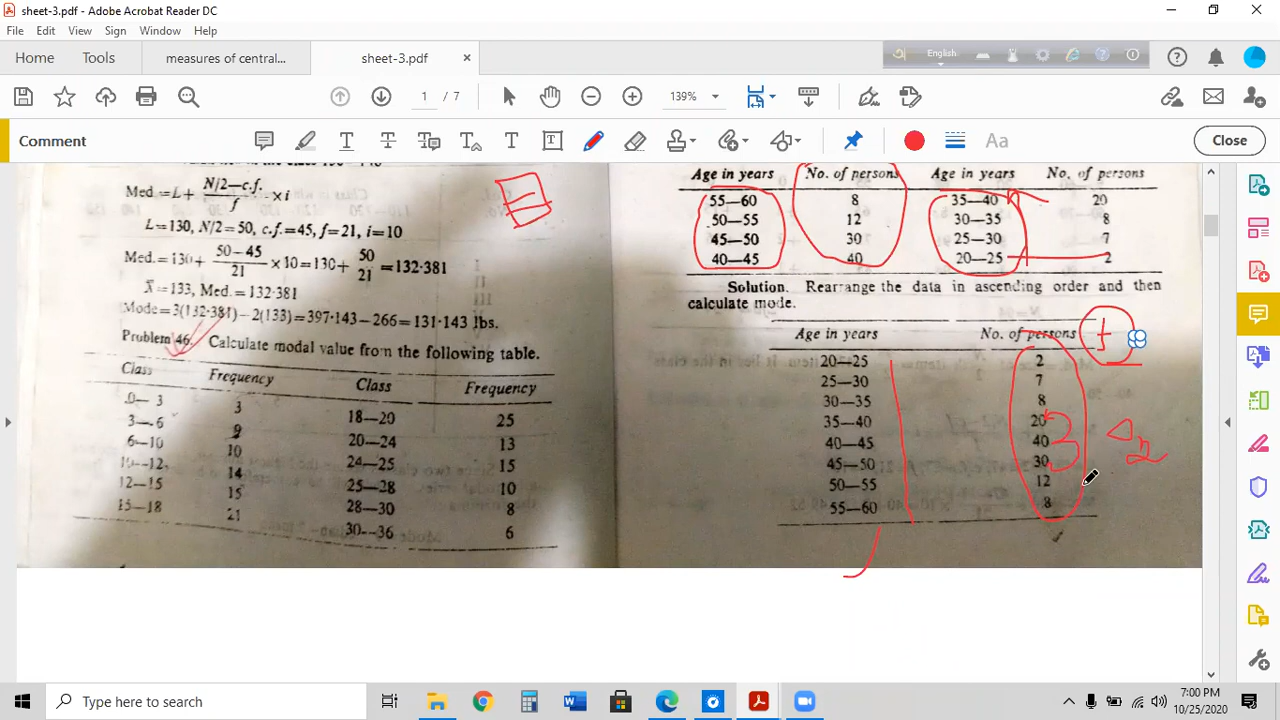 sheet-3.pdf - Adobe Acrobat Reader DC
File Edit View Sign Window Help
Home Tools measures of central... sheet-3.pdf ×
English
1 / 7 139%
Comment
Close
Med.=L+ N/2−c.f. / f ×i
L=130, N/2=50, c.f.=45, f=21, i=10
Med.=130+ 50−45 / 21 ×10=130+ 50 / 21 =132·381
X̄=133, Med.=132·381
Mode=3(132·381)−2(133)=397·143−266=131·143 lbs.
Problem 46. Calculate modal value from the following table.
Class Frequency Class Frequency
0— 3 3 18—20 25
3—6 9 20—24 13
6—10 10 24—25 15
10—12 14 25—28 10
12—15 15 28—30 8
15—18 21 30—36 6
Age in years No. of persons Age in years No. of persons
55—60 8 35—40 20
50—55 12 30—35 8
45—50 30 25—30 7
40—45 40 20—25 2
Solution. Rearrange the data in ascending order and then
calculate mode.
Age in years No. of persons f
20—25 2
25—30 7
30—35 8
35—40 20
40—45 40
45—50 30
50—55 12
55—60 8
Type here to search
7:00 PM
10/25/2020